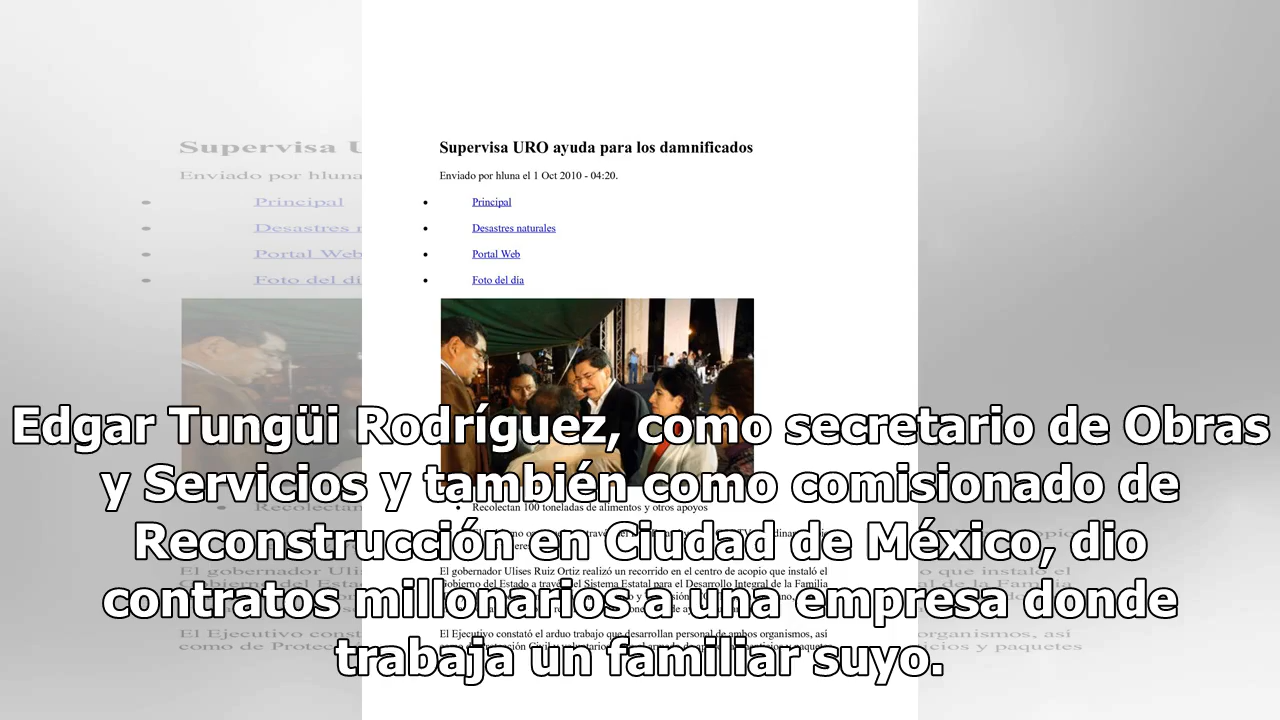 Supervisa URO ayuda para los damnificados
Enviado por hluna el 1 Oct 2010 - 04:20.
Principal
Desastres naturales
Portal Web
Foto del dia
Edgar Tungüi Rodríguez, como secretario de Obras
y Servicios y también como comisionado de
Reconstrucción en Ciudad de México, dio
contratos millonarios a una empresa donde
trabaja un familiar suyo.
Recolectan 100 toneladas de alimentos y otros apoyos
El gobernador Ulises Ruiz Ortiz realizó un recorrido en el centro de acopio que instaló el
Gobierno del Estado a través del Sistema Estatal para el Desarrollo Integral de la Familia
El Ejecutivo constató el arduo trabajo que desarrollan personal de ambos organismos, así